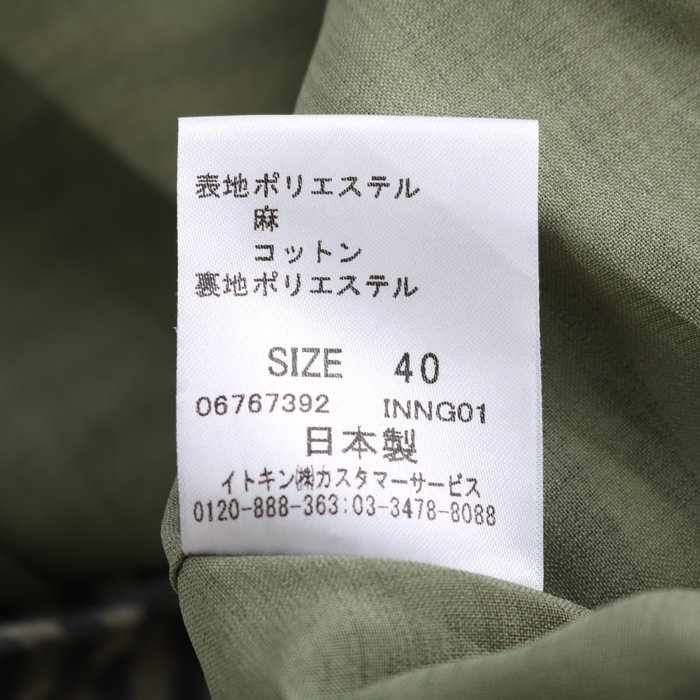 表地ポリエステル
麻
コットン
裏地ポリエステル
SIZE 40
06767392 INNG01
日本製
イトキン㈱カスタマーサービス
0120-888-363:03-3478-8088